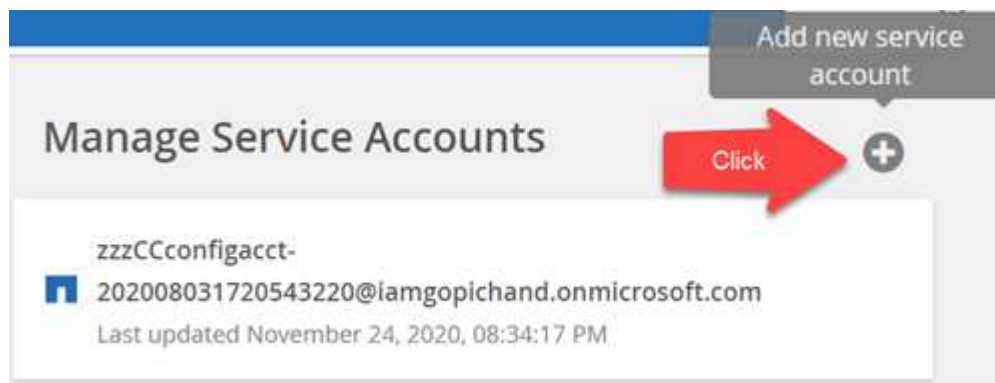 Add new service
account
Manage Service Accounts
Click
zzzCCconfigacct-
202008031720543220@iamgopichand.onmicrosoft.com
Last updated November 24, 2020, 08:34:17 PM